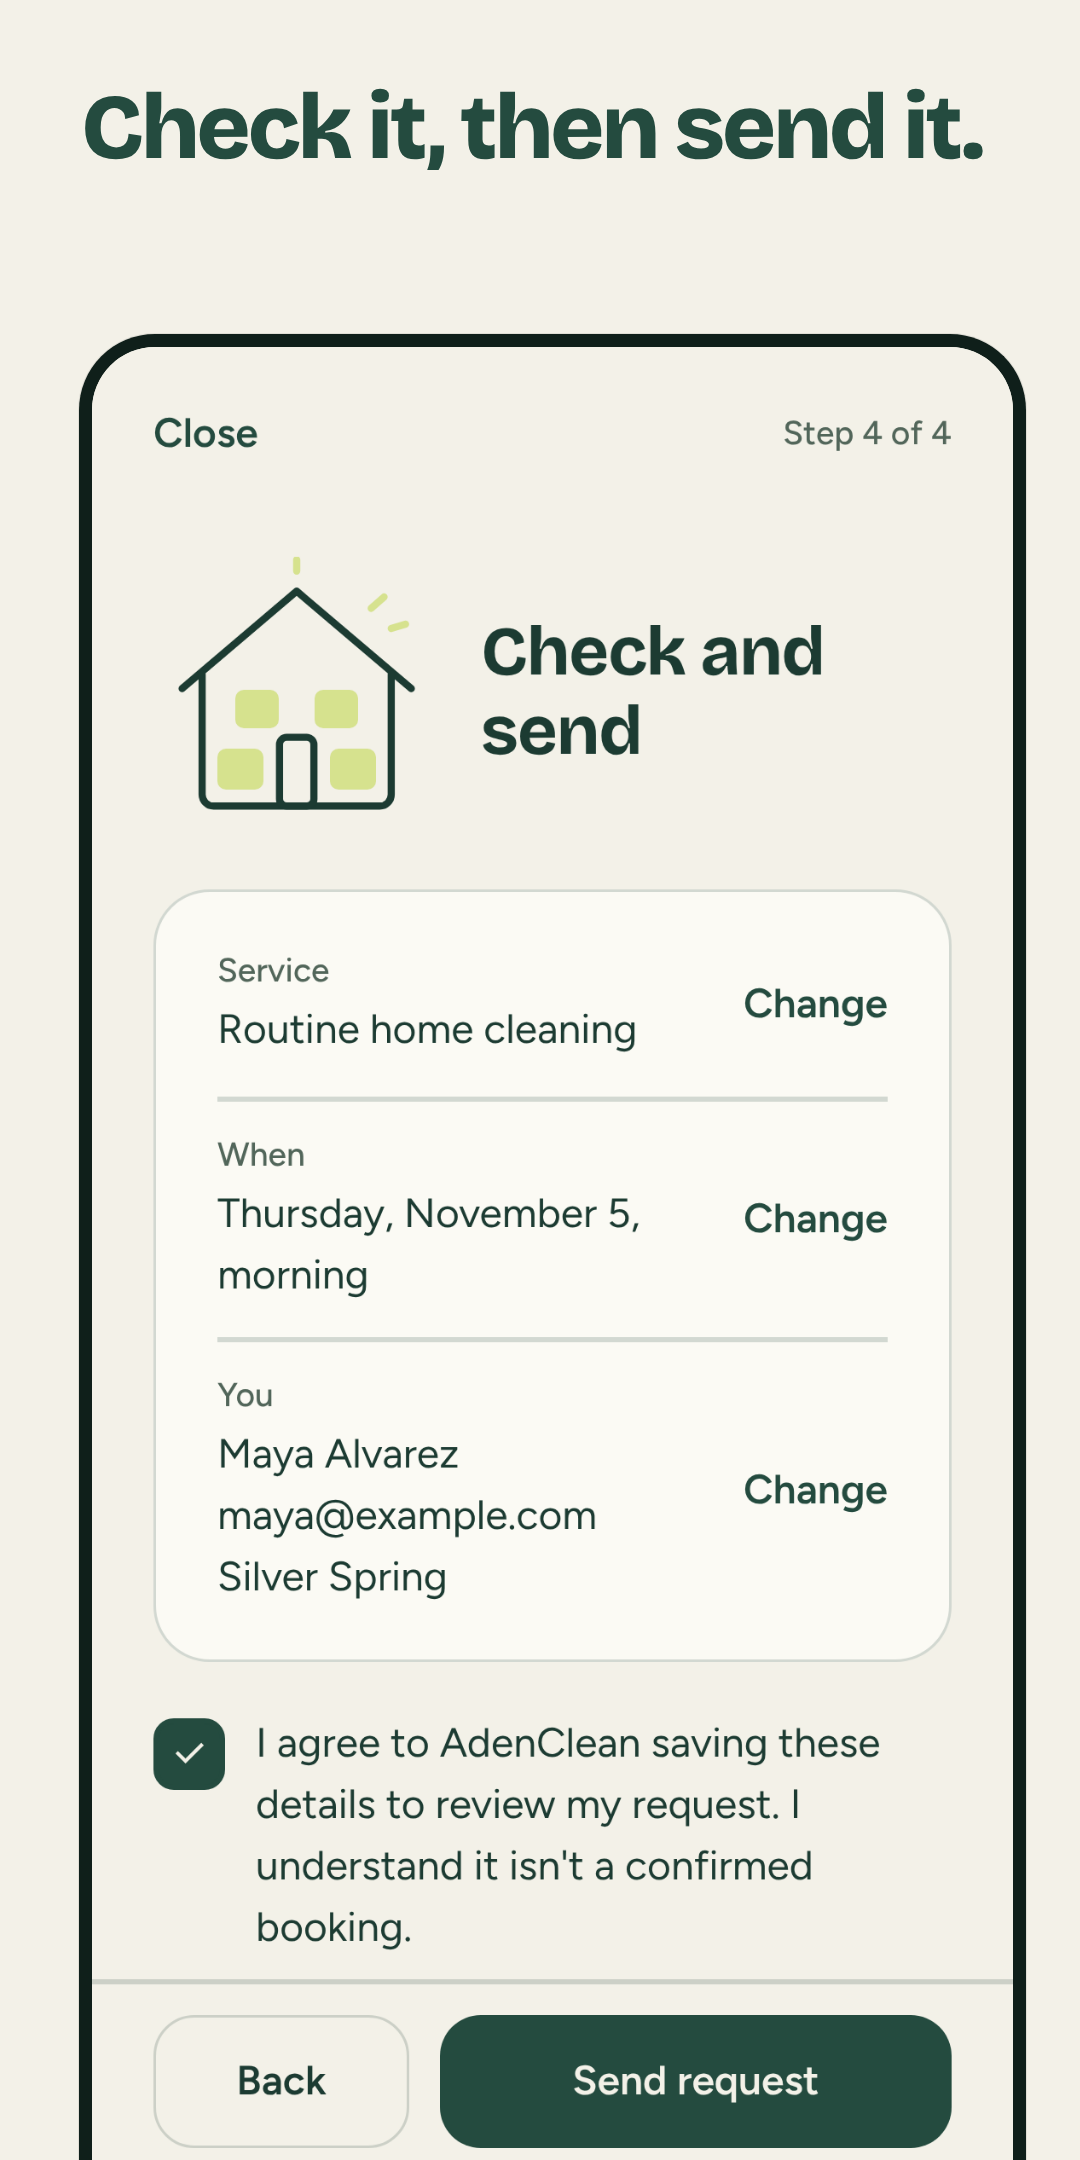 Check it, then send it.
Close
Step 4 of 4
Check and
send
Service
Routine home cleaning
Change
When
Thursday, November 5,
morning
Change
You
Maya Alvarez
maya@example.com
Silver Spring
Change
I agree to AdenClean saving these
details to review my request. I
understand it isn't a confirmed
booking.
Back
Send request